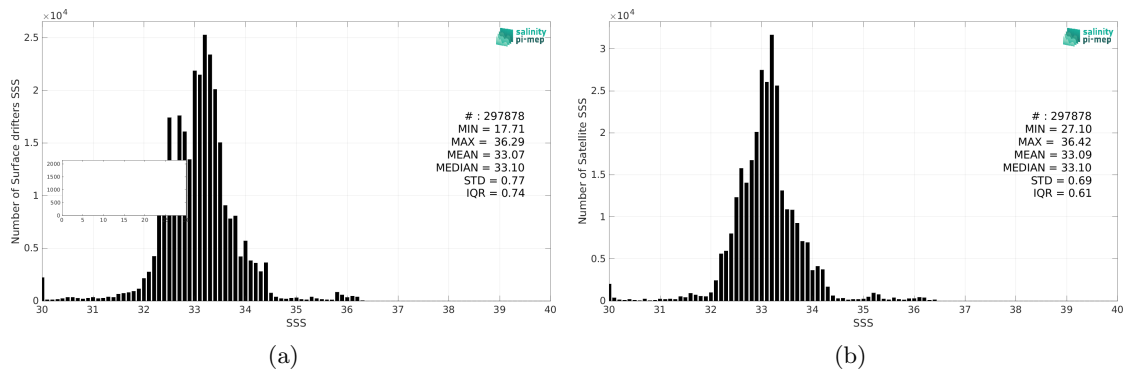 ×10⁴
2.5
2
1.5
1
0.5
0
30 31 32 33 34 35 36 37 38 39 40
SSS
Number of Surface drifters SSS
2000
1500
1000
500
0
0 5 10 15 20
salinity
pi-mep
# : 297878
MIN = 17.71
MAX = 36.29
MEAN = 33.07
MEDIAN = 33.10
STD = 0.77
IQR = 0.74
(a)
×10⁴
3
2.5
2
1.5
1
0.5
0
30 31 32 33 34 35 36 37 38 39 40
SSS
Number of Satellite SSS
salinity
pi-mep
# : 297878
MIN = 27.10
MAX = 36.42
MEAN = 33.09
MEDIAN = 33.10
STD = 0.69
IQR = 0.61
(b)